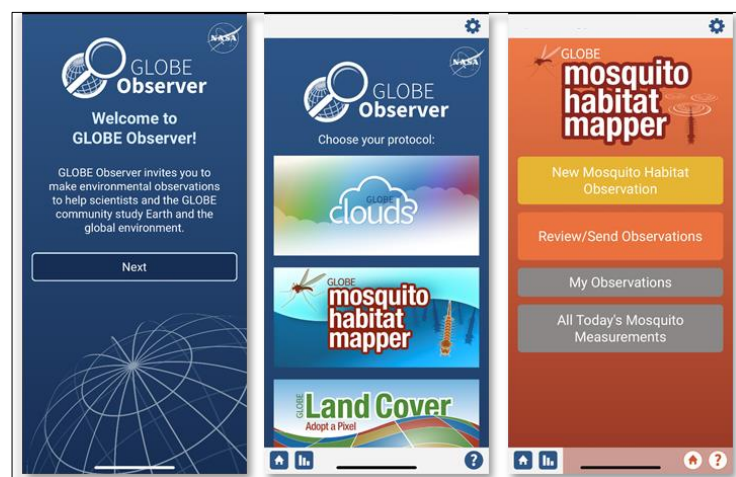 NASA
GLOBE
Observer
Welcome to
GLOBE Observer!
GLOBE Observer invites you to
make environmental observations
to help scientists and the GLOBE
community study Earth and the
global environment.
Next
NASA
GLOBE
Observer
Choose your protocol:
GLOBE
clouds
GLOBE
mosquito
habitat
mapper
GLOBE
Land Cover
Adopt a Pixel
?
GLOBE
mosquito
habitat
mapper
New Mosquito Habitat
Observation
Review/Send Observations
My Observations
All Today's Mosquito
Measurements
?